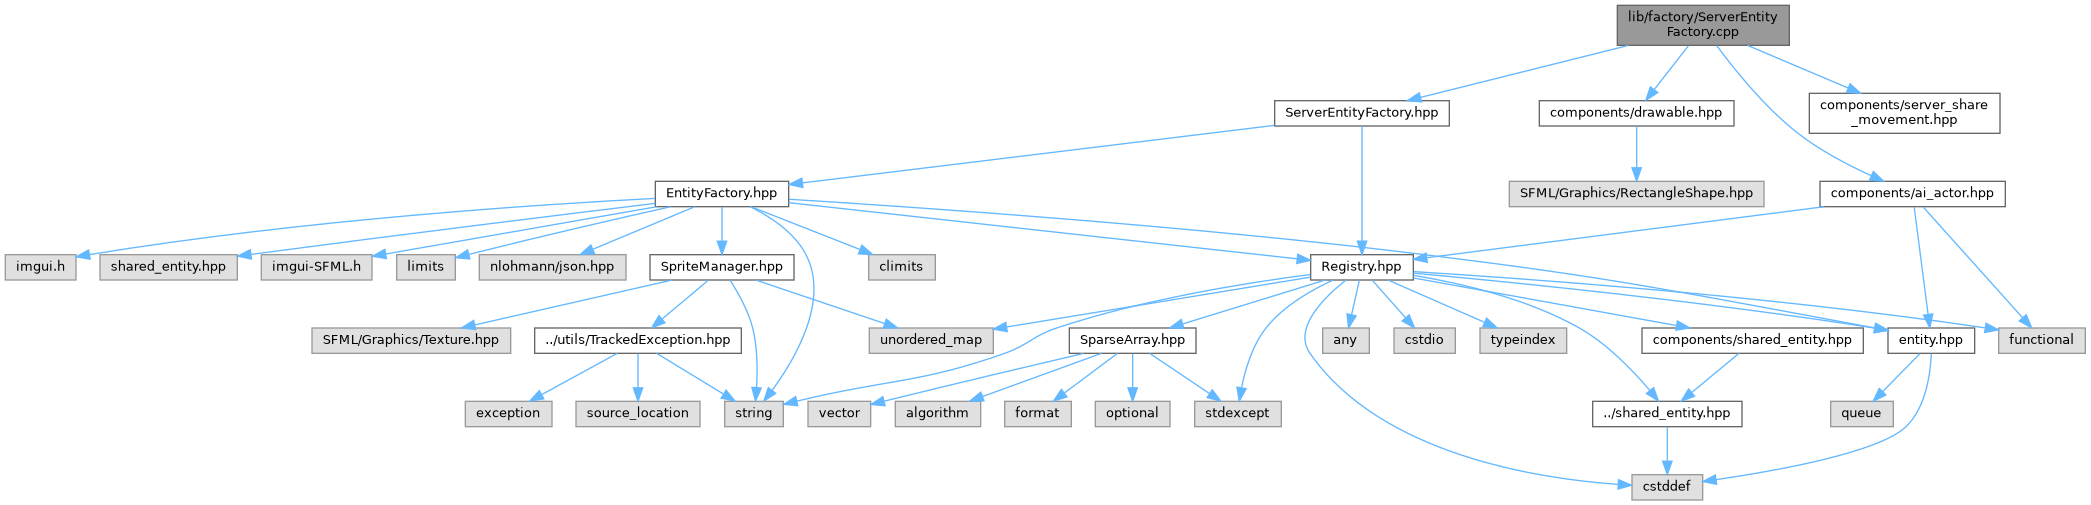 lib/factory/ServerEntity
Factory.cpp
ServerEntityFactory.hpp
components/drawable.hpp
components/server_share
_movement.hpp
EntityFactory.hpp
SFML/Graphics/RectangleShape.hpp
components/ai_actor.hpp
imgui.h
shared_entity.hpp
imgui-SFML.h
limits
nlohmann/json.hpp
SpriteManager.hpp
climits
Registry.hpp
SFML/Graphics/Texture.hpp
../utils/TrackedException.hpp
unordered_map
SparseArray.hpp
any
cstdio
typeindex
components/shared_entity.hpp
entity.hpp
functional
exception
source_location
string
vector
algorithm
format
optional
stdexcept
../shared_entity.hpp
queue
cstddef